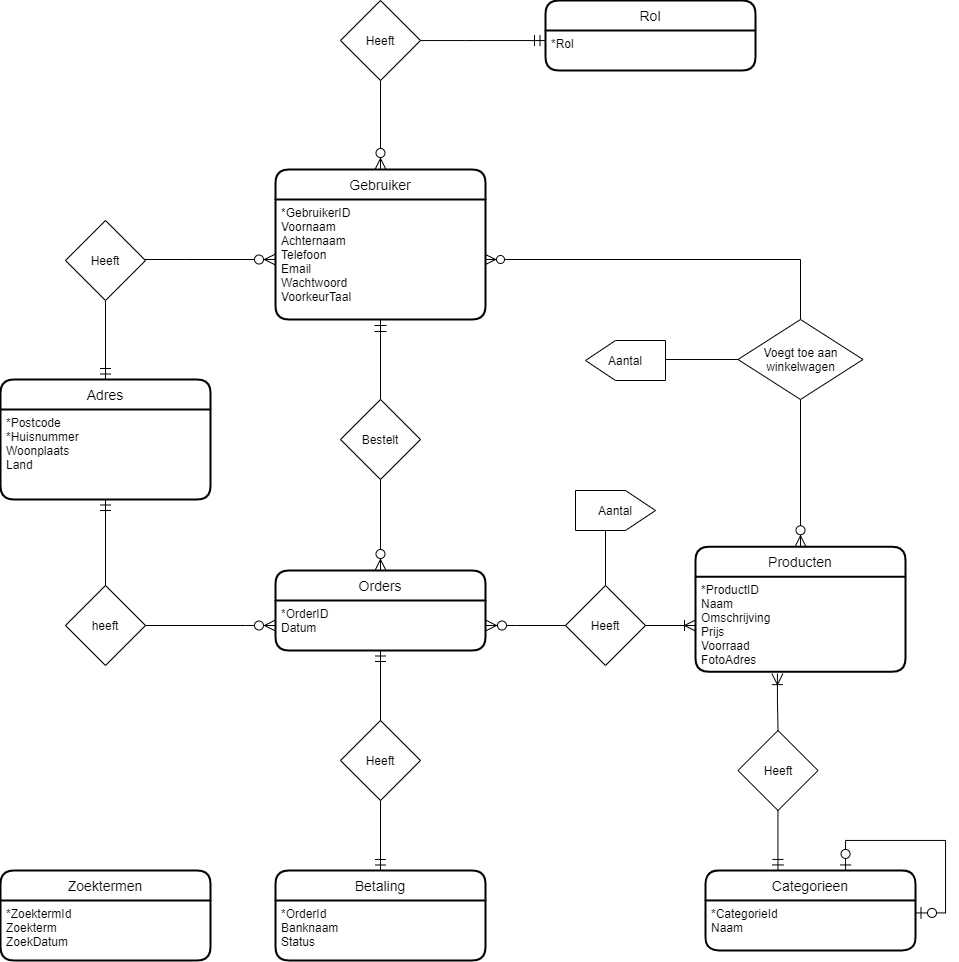 Heeft
Rol
*Rol
Gebruiker
*GebruikerID
Voornaam
Achternaam
Telefoon
Email
Wachtwoord
VoorkeurTaal
Heeft
Voegt toe aan
winkelwagen
Aantal
Adres
*Postcode
*Huisnummer
Woonplaats
Land
Bestelt
Aantal
Producten
*ProductID
Naam
Omschrijving
Prijs
Voorraad
FotoAdres
Orders
*OrderID
Datum
heeft
Heeft
Heeft
Heeft
Zoektermen
*ZoektermId
Zoekterm
ZoekDatum
Betaling
*OrderId
Banknaam
Status
Categorieen
*CategorieId
Naam